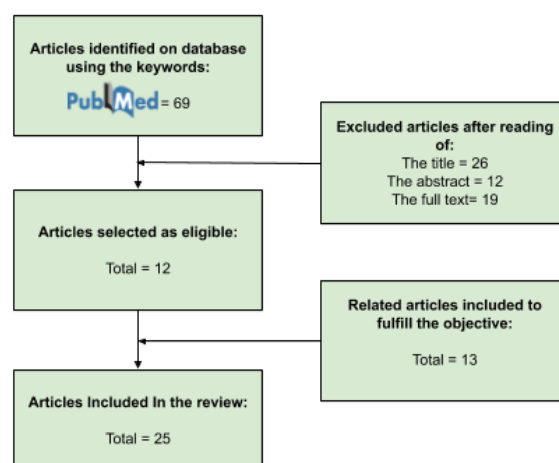 Articles identified on database
using the keywords:
PubMed = 69
Excluded articles after reading
of:
The title = 26
The abstract = 12
The full text= 19
Articles selected as eligible:
Total = 12
Related articles included to
fulfill the objective:
Total = 13
Articles Included In the review:
Total = 25